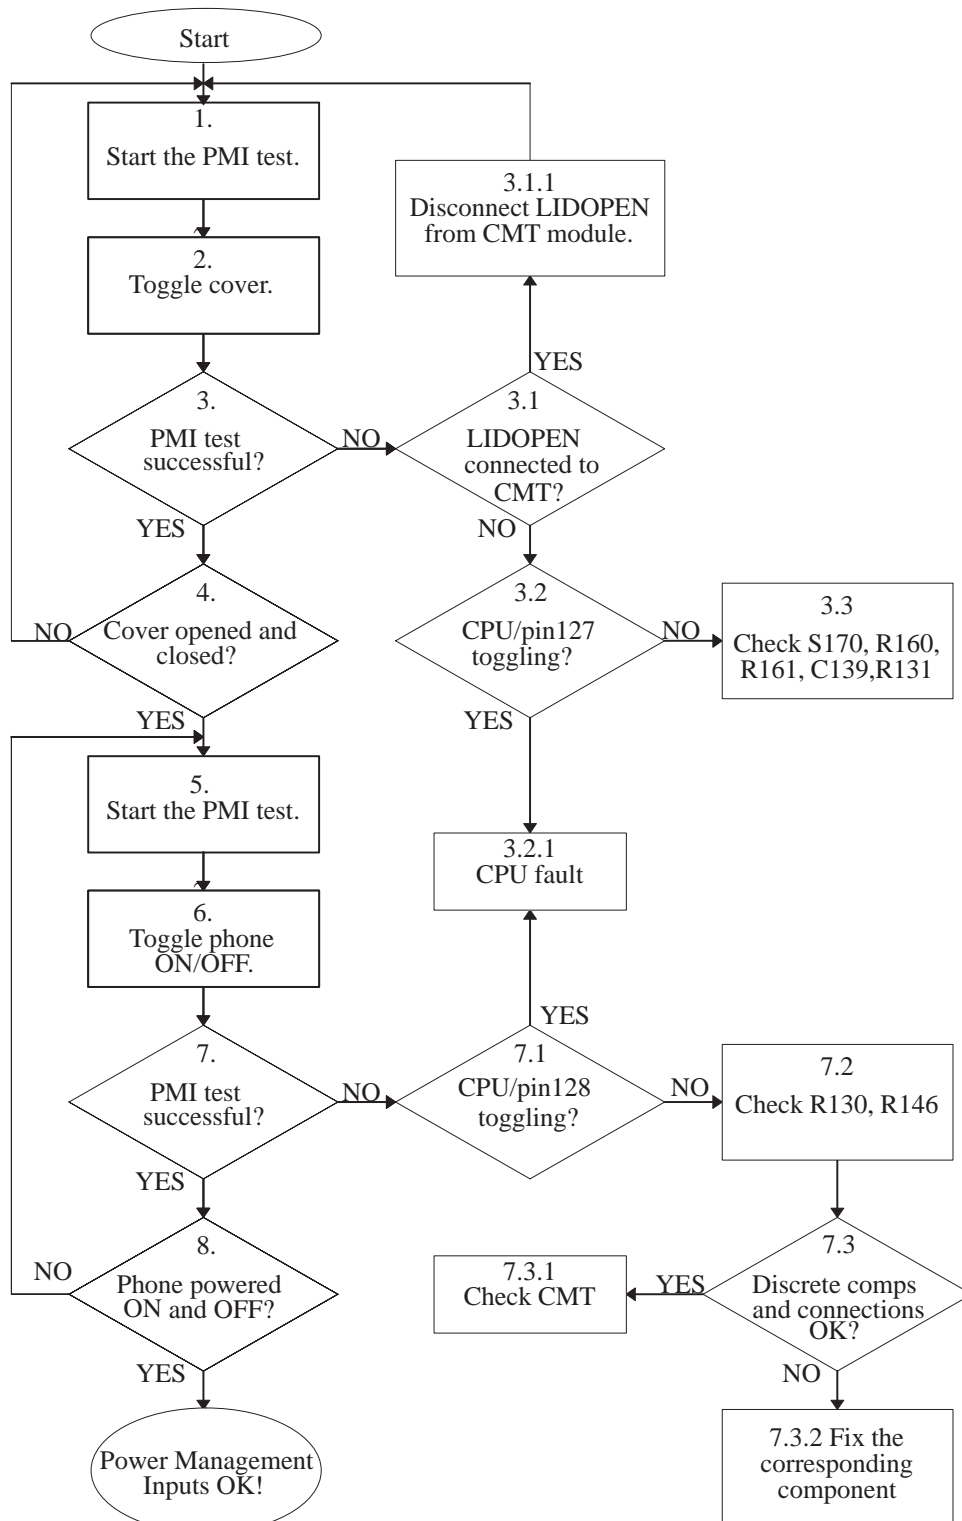 Start
1.
Start the PMI test.
3.1.1
Disconnect LIDOPEN
from CMT module.
2.
Toggle cover.
YES
3.
PMI test
successful?
NO
3.1
LIDOPEN
connected to
CMT?
YES
NO
4.
Cover opened and
closed?
NO
3.2
CPU/pin127
toggling?
NO
3.3
Check S170, R160,
R161, C139,R131
YES
YES
5.
Start the PMI test.
3.2.1
CPU fault
6.
Toggle phone
ON/OFF.
YES
7.
PMI test
successful?
NO
7.1
CPU/pin128
toggling?
NO
7.2
Check R130, R146
YES
8.
Phone powered
ON and OFF?
NO
7.3.1
Check CMT
YES
7.3
Discrete comps
and connections
OK?
YES
NO
Power Management
Inputs OK!
7.3.2 Fix the
corresponding
component